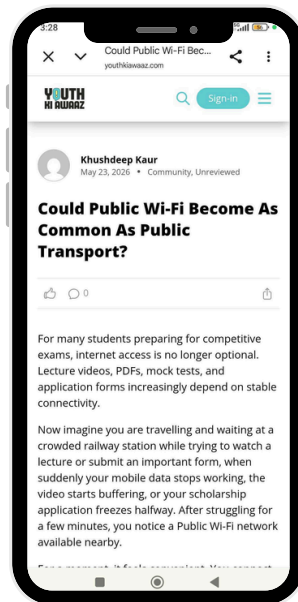 3:28
Could Public Wi-Fi Bec...
youthkiawaaz.com
YOUTH
KI AWAAZ
Sign-in
Khushdeep Kaur
May 23, 2026 • Community, Unreviewed
Could Public Wi-Fi Become As
Common As Public
Transport?
0
For many students preparing for competitive
exams, internet access is no longer optional.
Lecture videos, PDFs, mock tests, and
application forms increasingly depend on stable
connectivity.
Now imagine you are travelling and waiting at a
crowded railway station while trying to watch a
lecture or submit an important form, when
suddenly your mobile data stops working, the
video starts buffering, or your scholarship
application freezes halfway. After struggling for
a few minutes, you notice a Public Wi-Fi network
available nearby.